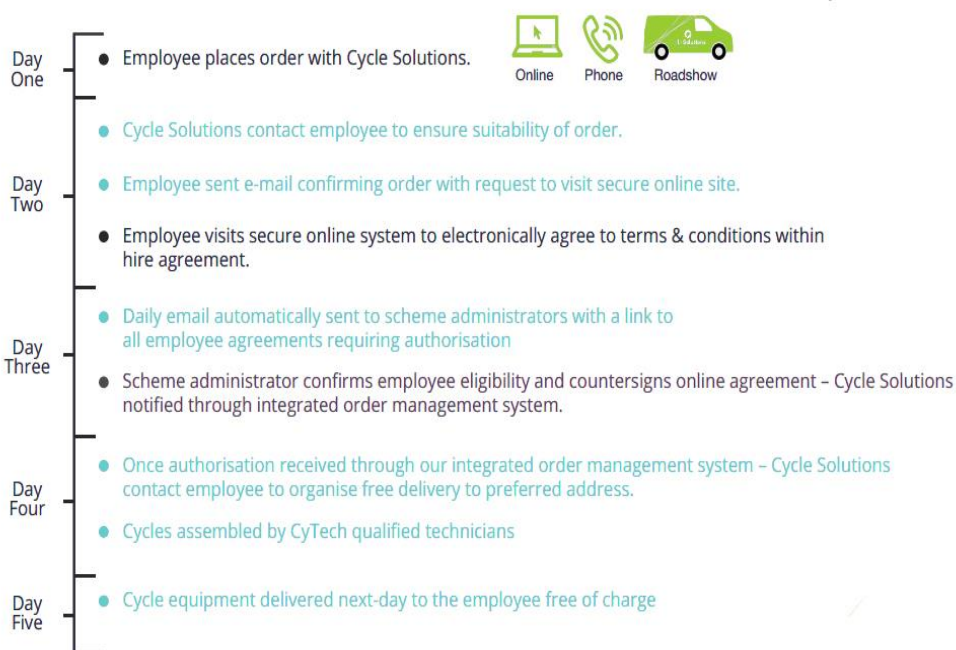 Day
One
Employee places order with Cycle Solutions.
Online
Phone
Roadshow
Cycle Solutions contact employee to ensure suitability of order.
Day
Two
Employee sent e-mail confirming order with request to visit secure online site.
Employee visits secure online system to electronically agree to terms & conditions within
hire agreement.
Day
Three
Daily email automatically sent to scheme administrators with a link to
all employee agreements requiring authorisation
Scheme administrator confirms employee eligibility and countersigns online agreement – Cycle Solutions
notified through integrated order management system.
Day
Four
Once authorisation received through our integrated order management system – Cycle Solutions
contact employee to organise free delivery to preferred address.
Cycles assembled by CyTech qualified technicians
Day
Five
Cycle equipment delivered next-day to the employee free of charge